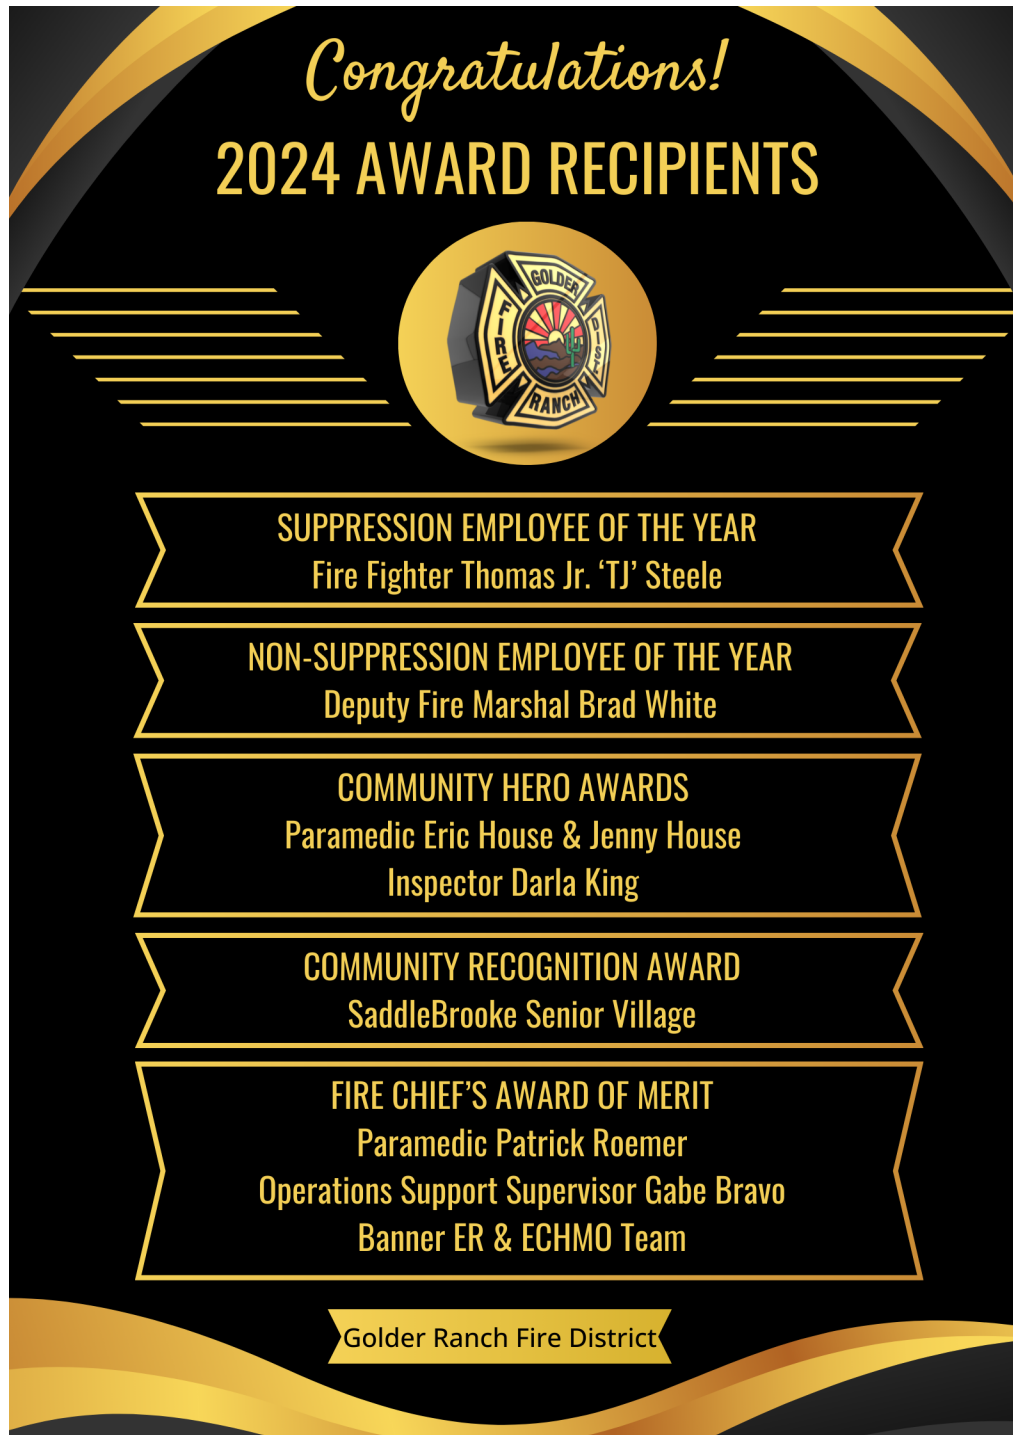 Congratulations!
2024 AWARD RECIPIENTS
GOLDER
FIRE
DIST.
RANCH
SUPPRESSION EMPLOYEE OF THE YEAR
Fire Fighter Thomas Jr. ‘TJ’ Steele
NON-SUPPRESSION EMPLOYEE OF THE YEAR
Deputy Fire Marshal Brad White
COMMUNITY HERO AWARDS
Paramedic Eric House & Jenny House
Inspector Darla King
COMMUNITY RECOGNITION AWARD
SaddleBrooke Senior Village
FIRE CHIEF’S AWARD OF MERIT
Paramedic Patrick Roemer
Operations Support Supervisor Gabe Bravo
Banner ER & ECHMO Team
Golder Ranch Fire District